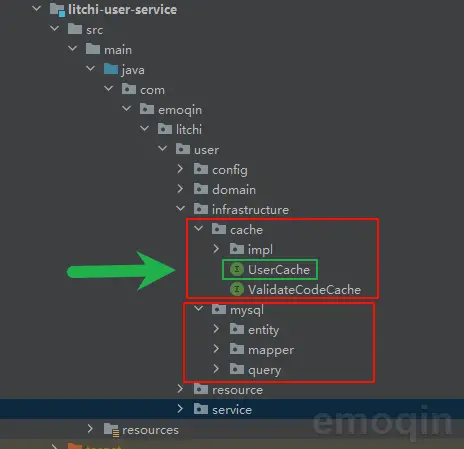 litchi-user-service
src
main
java
com
emoqin
litchi
user
config
domain
infrastructure
cache
impl
UserCache
ValidateCodeCache
mysql
entity
mapper
query
resource
service
resources
emoqin